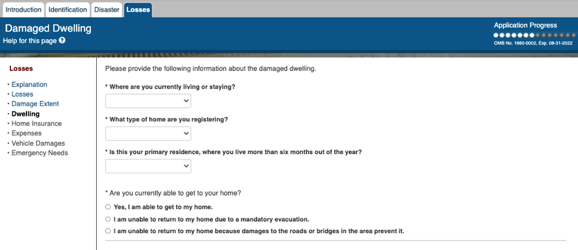 Introduction Identification Disaster Losses
Damaged Dwelling
Help for this page ?
Application Progress
OMB No. 1660-0002, Exp. 08-31-2022
Losses
• Explanation
• Losses
• Damage Extent
• Dwelling
• Home Insurance
• Expenses
• Vehicle Damages
• Emergency Needs
Please provide the following information about the damaged dwelling.
* Where are you currently living or staying?
* What type of home are you registering?
* Is this your primary residence, where you live more than six months out of the year?
* Are you currently able to get to your home?
Yes, I am able to get to my home.
I am unable to return to my home due to a mandatory evacuation.
I am unable to return to my home because damages to the roads or bridges in the area prevent it.